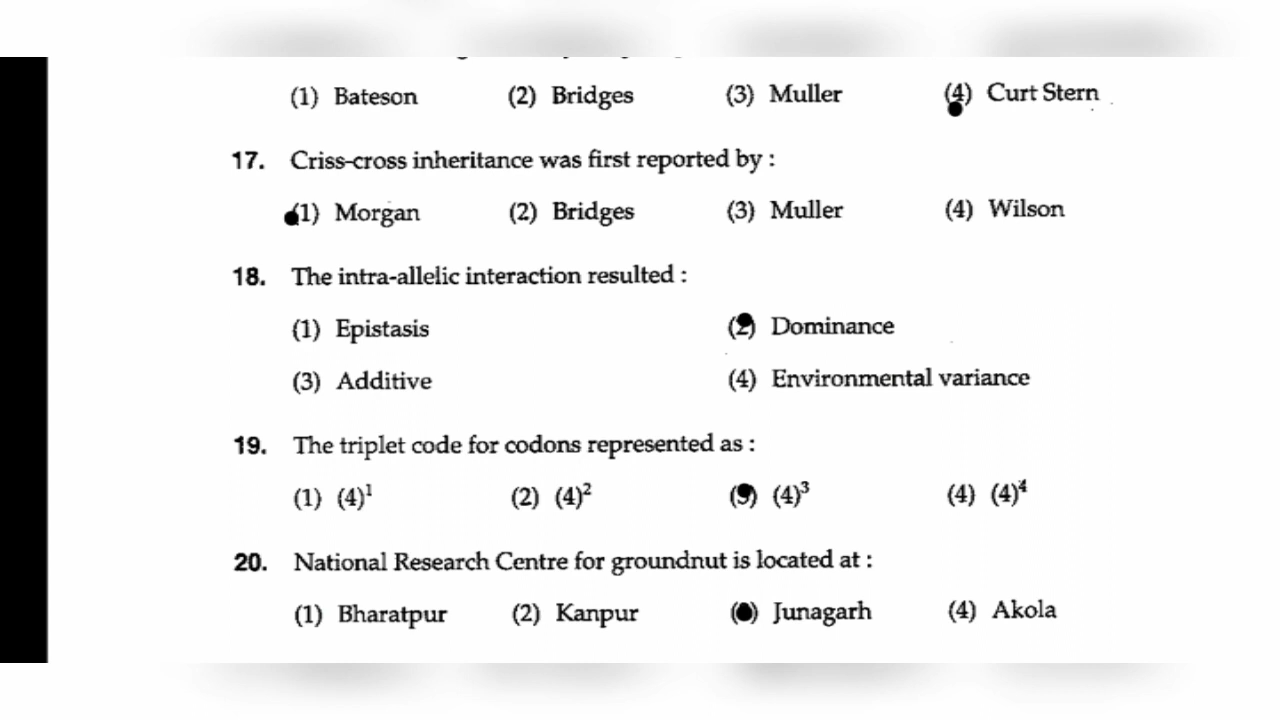 (1) Bateson (2) Bridges (3) Muller (4) Curt Stern
17. Criss-cross inheritance was first reported by :
(1) Morgan (2) Bridges (3) Muller (4) Wilson
18. The intra-allelic interaction resulted :
(1) Epistasis (2) Dominance
(3) Additive (4) Environmental variance
19. The triplet code for codons represented as :
(1) (4)¹ (2) (4)² (3) (4)³ (4) (4)⁴
20. National Research Centre for groundnut is located at :
(1) Bharatpur (2) Kanpur (3) Junagarh (4) Akola